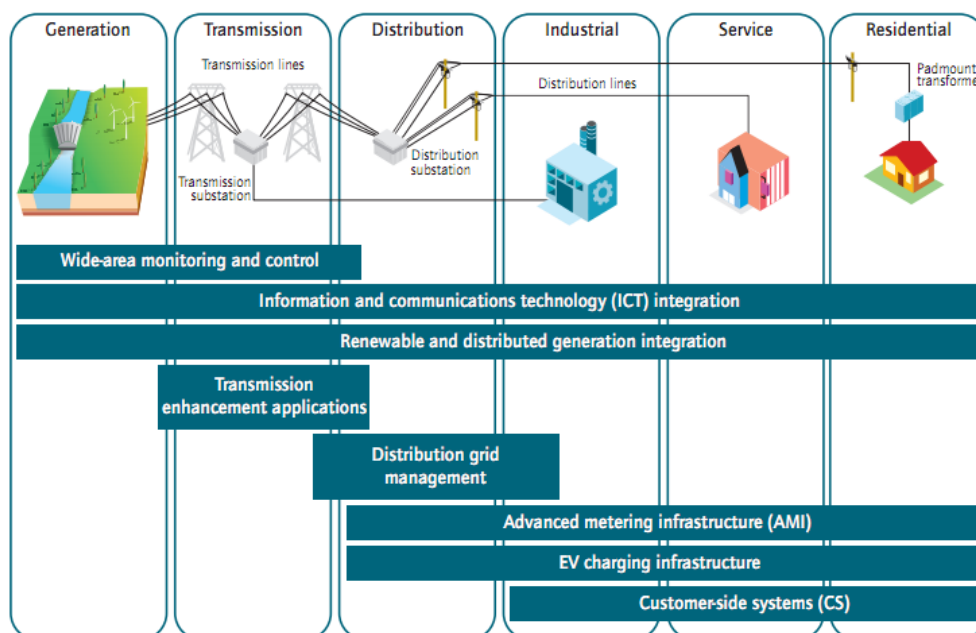 Generation
Transmission
Distribution
Industrial
Service
Residential
Transmission lines
Distribution lines
Padmount
transforme
Distribution
substation
Transmission
substation
Wide-area monitoring and control
Information and communications technology (ICT) integration
Renewable and distributed generation integration
Transmission
enhancement applications
Distribution grid
management
Advanced metering infrastructure (AMI)
EV charging infrastructure
Customer-side systems (CS)